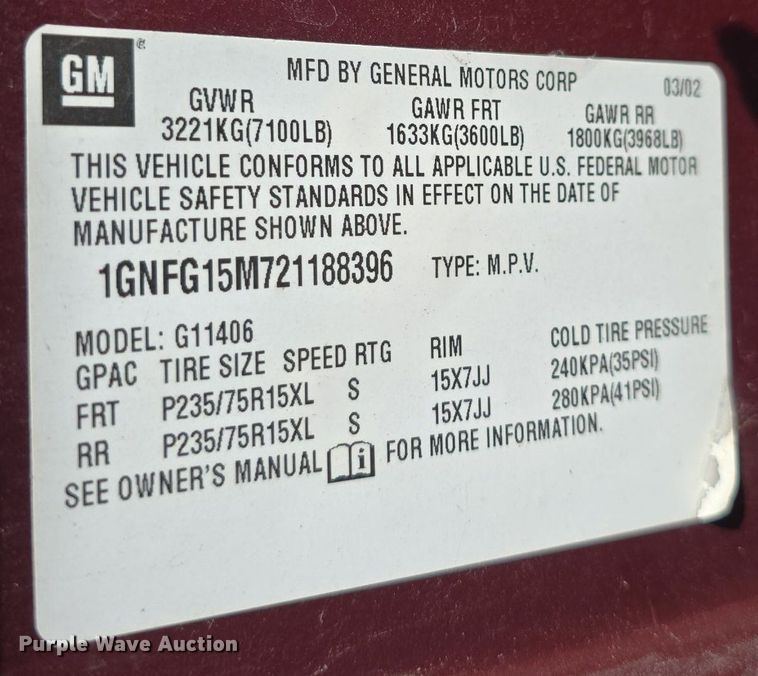 GM
MFD BY GENERAL MOTORS CORP 03/02
GVWR GAWR FRT GAWR RR
3221KG(7100LB) 1633KG(3600LB) 1800KG(3968LB)
THIS VEHICLE CONFORMS TO ALL APPLICABLE U.S. FEDERAL MOTOR
VEHICLE SAFETY STANDARDS IN EFFECT ON THE DATE OF
MANUFACTURE SHOWN ABOVE.
1GNFG15M721188396 TYPE: M.P.V.
MODEL: G11406
GPAC TIRE SIZE SPEED RTG RIM COLD TIRE PRESSURE
FRT P235/75R15XL S 15X7JJ 240KPA(35PSI)
RR P235/75R15XL S 15X7JJ 280KPA(41PSI)
SEE OWNER'S MANUAL i FOR MORE INFORMATION.
Purple Wave Auction